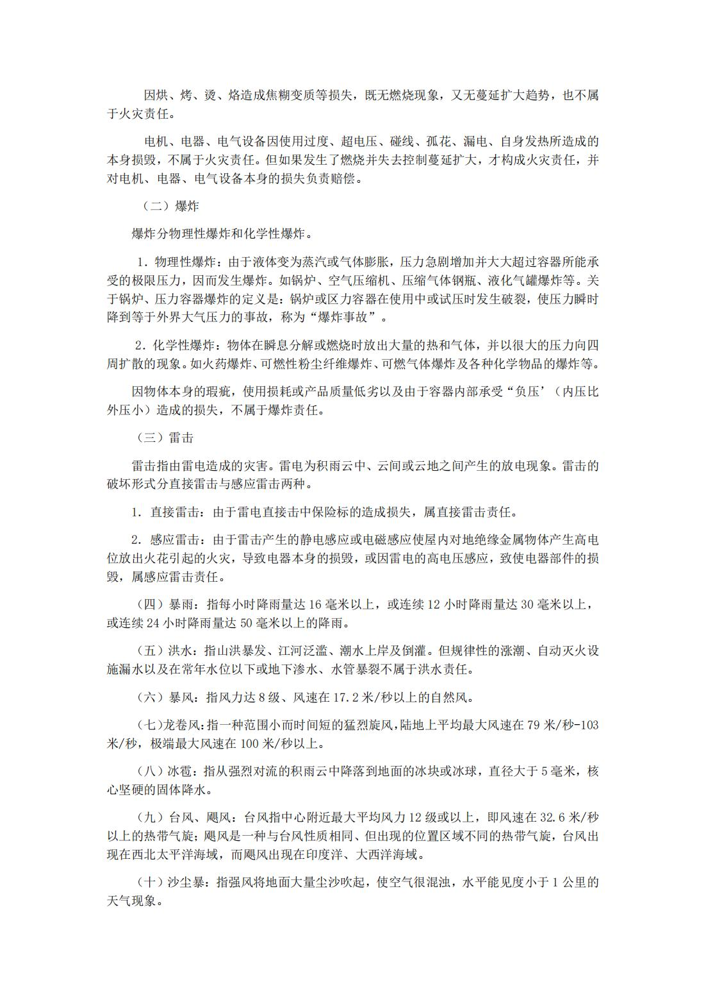 因烘、烤、烫、烙造成焦糊变质等损失，既无燃烧现象，又无蔓延扩大趋势，也不属
于火灾责任。
电机、电器、电气设备因使用过度、超电压、碰线、孤花、漏电、自身发热所造成的
本身损毁，不属于火灾责任。但如果发生了燃烧并失去控制蔓延扩大，才构成火灾责任，并
对电机、电器、电气设备本身的损失负责赔偿。
（二）爆炸
爆炸分物理性爆炸和化学性爆炸。
1．物理性爆炸：由于液体变为蒸汽或气体膨胀，压力急剧增加并大大超过容器所能承
受的极限压力，因而发生爆炸。如锅炉、空气压缩机、压缩气体钢瓶、液化气罐爆炸等。关
于锅炉、压力容器爆炸的定义是：锅炉或区力容器在使用中或试压时发生破裂，使压力瞬时
降到等于外界大气压力的事故，称为“爆炸事故”。
2．化学性爆炸：物体在瞬息分解或燃烧时放出大量的热和气体，并以很大的压力向四
周扩散的现象。如火药爆炸、可燃性粉尘纤维爆炸、可燃气体爆炸及各种化学物品的爆炸等。
因物体本身的瑕疵，使用损耗或产品质量低劣以及由于容器内部承受“负压’（内压比
外压小）造成的损失，不属于爆炸责任。
（三）雷击
雷击指由雷电造成的灾害。雷电为积雨云中、云间或云地之间产生的放电现象。雷击的
破坏形式分直接雷击与感应雷击两种。
1．直接雷击：由于雷电直接击中保险标的造成损失，属直接雷击责任。
2．感应雷击：由于雷击产生的静电感应或电磁感应使屋内对地绝缘金属物体产生高电
位放出火花引起的火灾，导致电器本身的损毁，或因雷电的高电压感应，致使电器部件的损
毁，属感应雷击责任。
（四）暴雨：指每小时降雨量达 16 毫米以上，或连续 12 小时降雨量达 30 毫米以上，
或连续 24 小时降雨量达 50 毫米以上的降雨。
（五）洪水：指山洪暴发、江河泛滥、潮水上岸及倒灌。但规律性的涨潮、自动灭火设
施漏水以及在常年水位以下或地下渗水、水管暴裂不属于洪水责任。
（六）暴风：指风力达 8 级、风速在 17.2 米/秒以上的自然风。
（七）龙卷风：指一种范围小而时间短的猛烈旋风，陆地上平均最大风速在 79 米/秒-103
米/秒，极端最大风速在 100 米/秒以上。
（八）冰雹：指从强烈对流的积雨云中降落到地面的冰块或冰球，直径大于 5 毫米，核
心坚硬的固体降水。
（九）台风、飓风：台风指中心附近最大平均风力 12 级或以上，即风速在 32.6 米/秒
以上的热带气旋；飓风是一种与台风性质相同、但出现的位置区域不同的热带气旋，台风出
现在西北太平洋海域，而飓风出现在印度洋、大西洋海域。
（十）沙尘暴：指强风将地面大量尘沙吹起，使空气很混浊，水平能见度小于 1 公里的
天气现象。